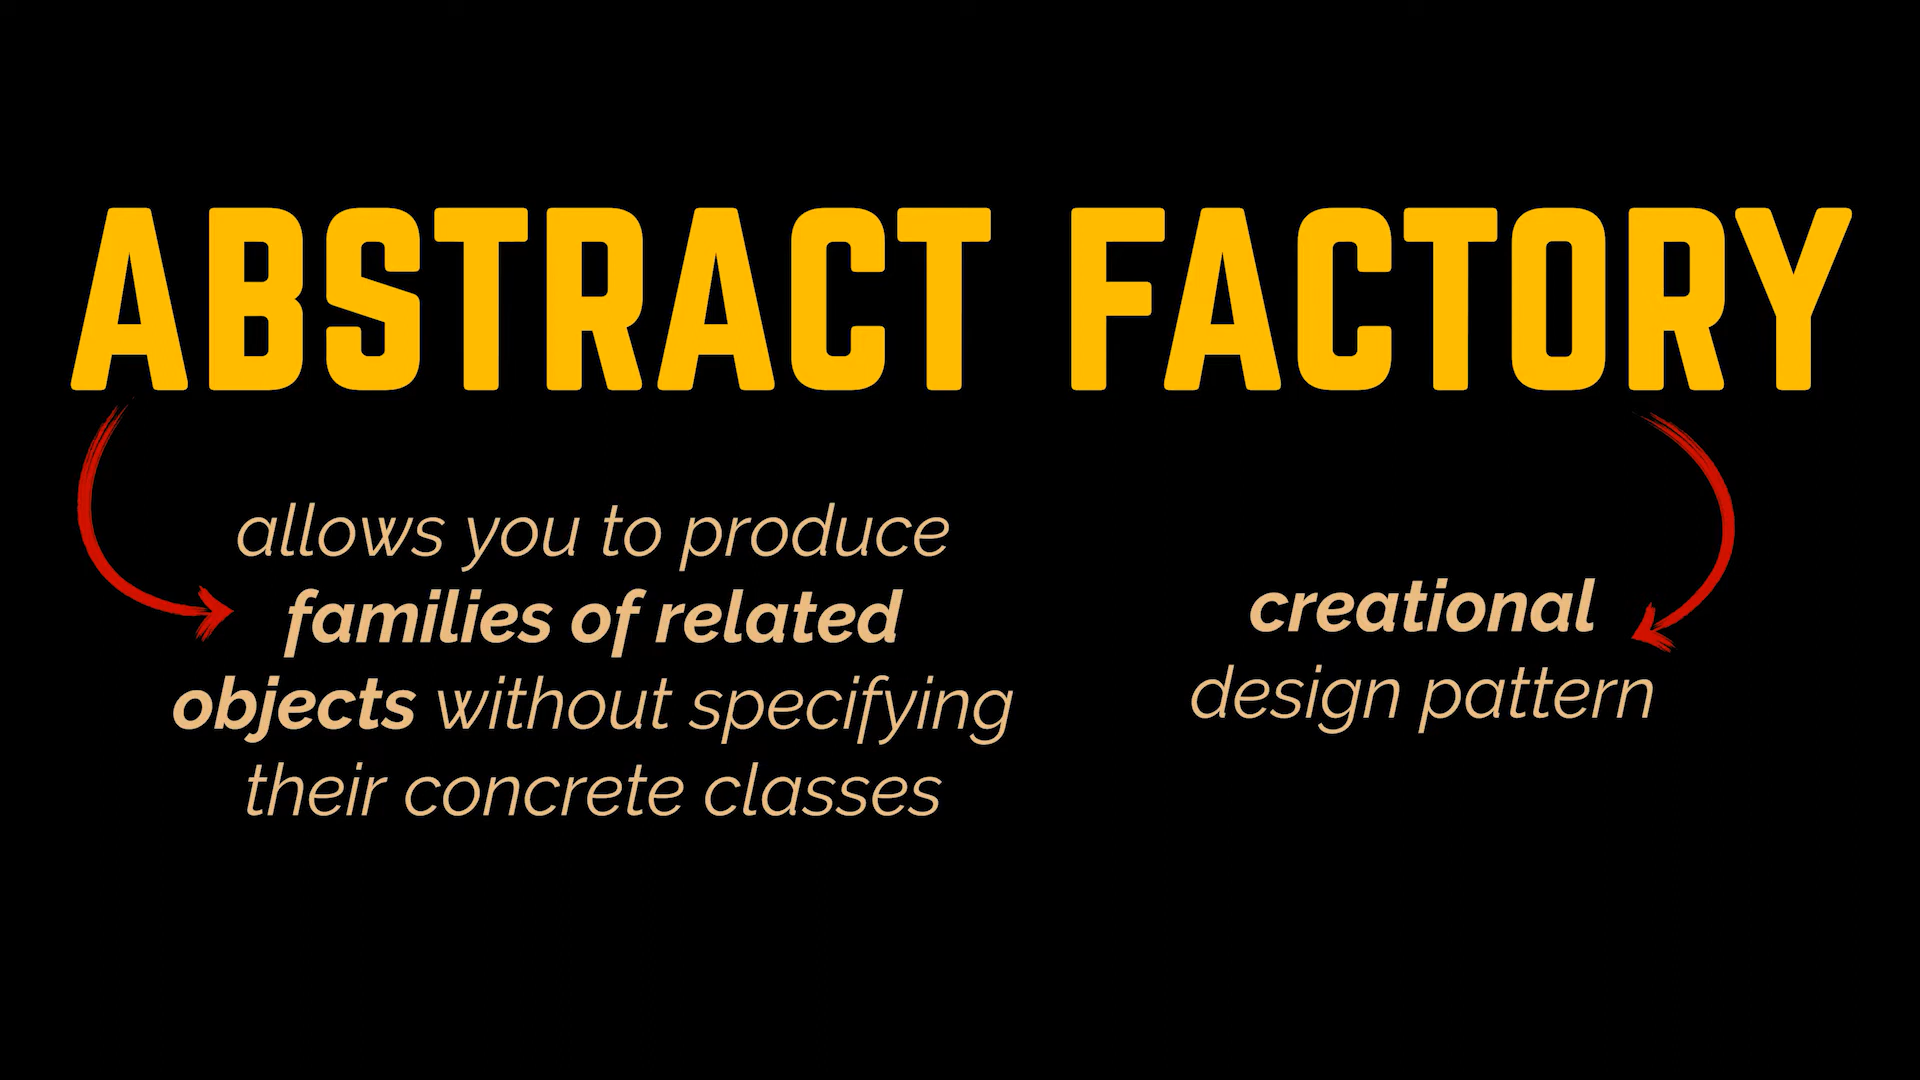 ABSTRACT FACTORY
allows you to produce
families of related
objects without specifying
their concrete classes
creational
design pattern